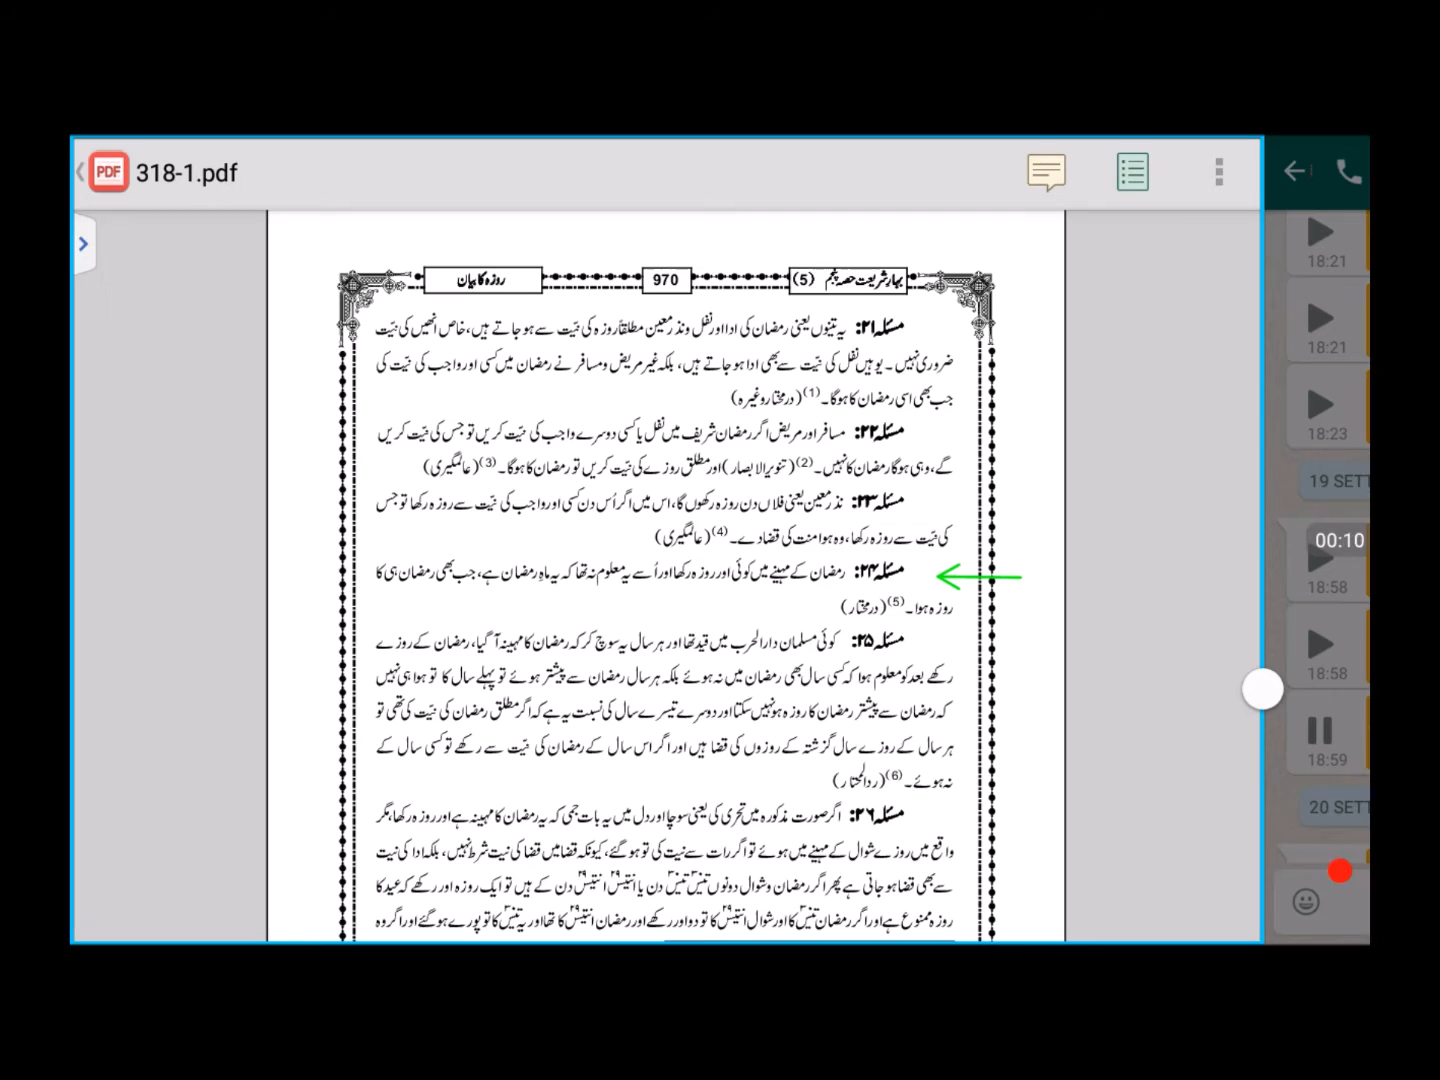 318-1.pdf
روزہ کا بیان
970
بہارِ شریعت حصہ پنجم (5)
مسئلہ ۲۱: یہ تینوں یعنی رمضان کی ادا اور نفل و نذر معین مطلقاً روزہ کی نیّت سے ہو جاتے ہیں، خاص انھیں کی نیّت
ضروری نہیں۔ یوہیں نفل کی نیّت سے بھی ادا ہو جاتے ہیں، بلکہ غیر مریض و مسافر نے رمضان میں کسی اور واجب کی نیّت کی
جب بھی اسی رمضان کا ہوگا۔(1) (درمختار وغیرہ)
مسئلہ ۲۲: مسافر اور مریض اگر رمضان شریف میں نفل یا کسی دوسرے واجب کی نیّت کریں تو جس کی نیّت کریں
گے، وہی ہوگا رمضان کا نہیں۔(2) (تنویر الابصار) اور مطلق روزے کی نیّت کریں تو رمضان کا ہوگا۔(3) (عالمگیری)
مسئلہ ۲۳: نذر معین یعنی فلاں دن روزہ رکھوں گا، اس میں اگر اُس دن کسی اور واجب کی نیّت سے روزہ رکھا تو جس
کی نیّت سے روزہ رکھا، وہ ہوا منت کی قضا دے۔(4) (عالمگیری)
مسئلہ ۲۴: رمضان کے مہینے میں کوئی اور روزہ رکھا اور اُسے یہ معلوم نہ تھا کہ یہ ماہِ رمضان ہے، جب بھی رمضان ہی کا
روزہ ہوا۔(5) (درمختار)
مسئلہ ۲۵: کوئی مسلمان دارالحرب میں قید تھا اور ہر سال یہ سوچ کر کہ رمضان کا مہینہ آ گیا، رمضان کے روزے
رکھے بعد کو معلوم ہوا کہ کسی سال بھی رمضان میں نہ ہوئے بلکہ ہر سال رمضان سے پیشتر ہوئے تو پہلے سال کا تو ہوا ہی نہیں
کہ رمضان سے پیشتر رمضان کا روزہ ہو نہیں سکتا اور دوسرے تیسرے سال کی نسبت یہ ہے کہ اگر مطلق رمضان کی نیّت کی تھی تو
ہر سال کے روزے سال گزشتہ کے روزوں کی قضا ہیں اور اگر اس سال کے رمضان کی نیّت سے رکھے تو کسی سال کے
نہ ہوئے۔(6) (ردالمحتار)
مسئلہ ۲۶: اگر صورت مذکورہ میں تحری کی یعنی سوچا اور دل میں یہ بات جمی کہ یہ رمضان کا مہینہ ہے اور روزہ رکھا، مگر
واقع میں روزے شوال کے مہینے میں ہوئے تو اگر رات سے نیت کی تو ہو گئے، کیونکہ قضا میں قضا کی نیت شرط نہیں، بلکہ ادا کی نیت
سے بھی قضا ہو جاتی ہے پھر اگر رمضان و شوال دونوں تیس تیس دن یا انتیس انتیس دن کے ہیں تو ایک روزہ اور رکھے کہ عید کا
روزہ ممنوع ہے اور اگر رمضان تیس کا اور شوال انتیس کا تو دو اور رکھے اور رمضان انتیس کا تھا اور یہ تیس کا تو پورے ہو گئے اور اگر وہ
18:21
18:21
18:23
19 SETT
00:10
18:58
18:58
18:59
20 SETT